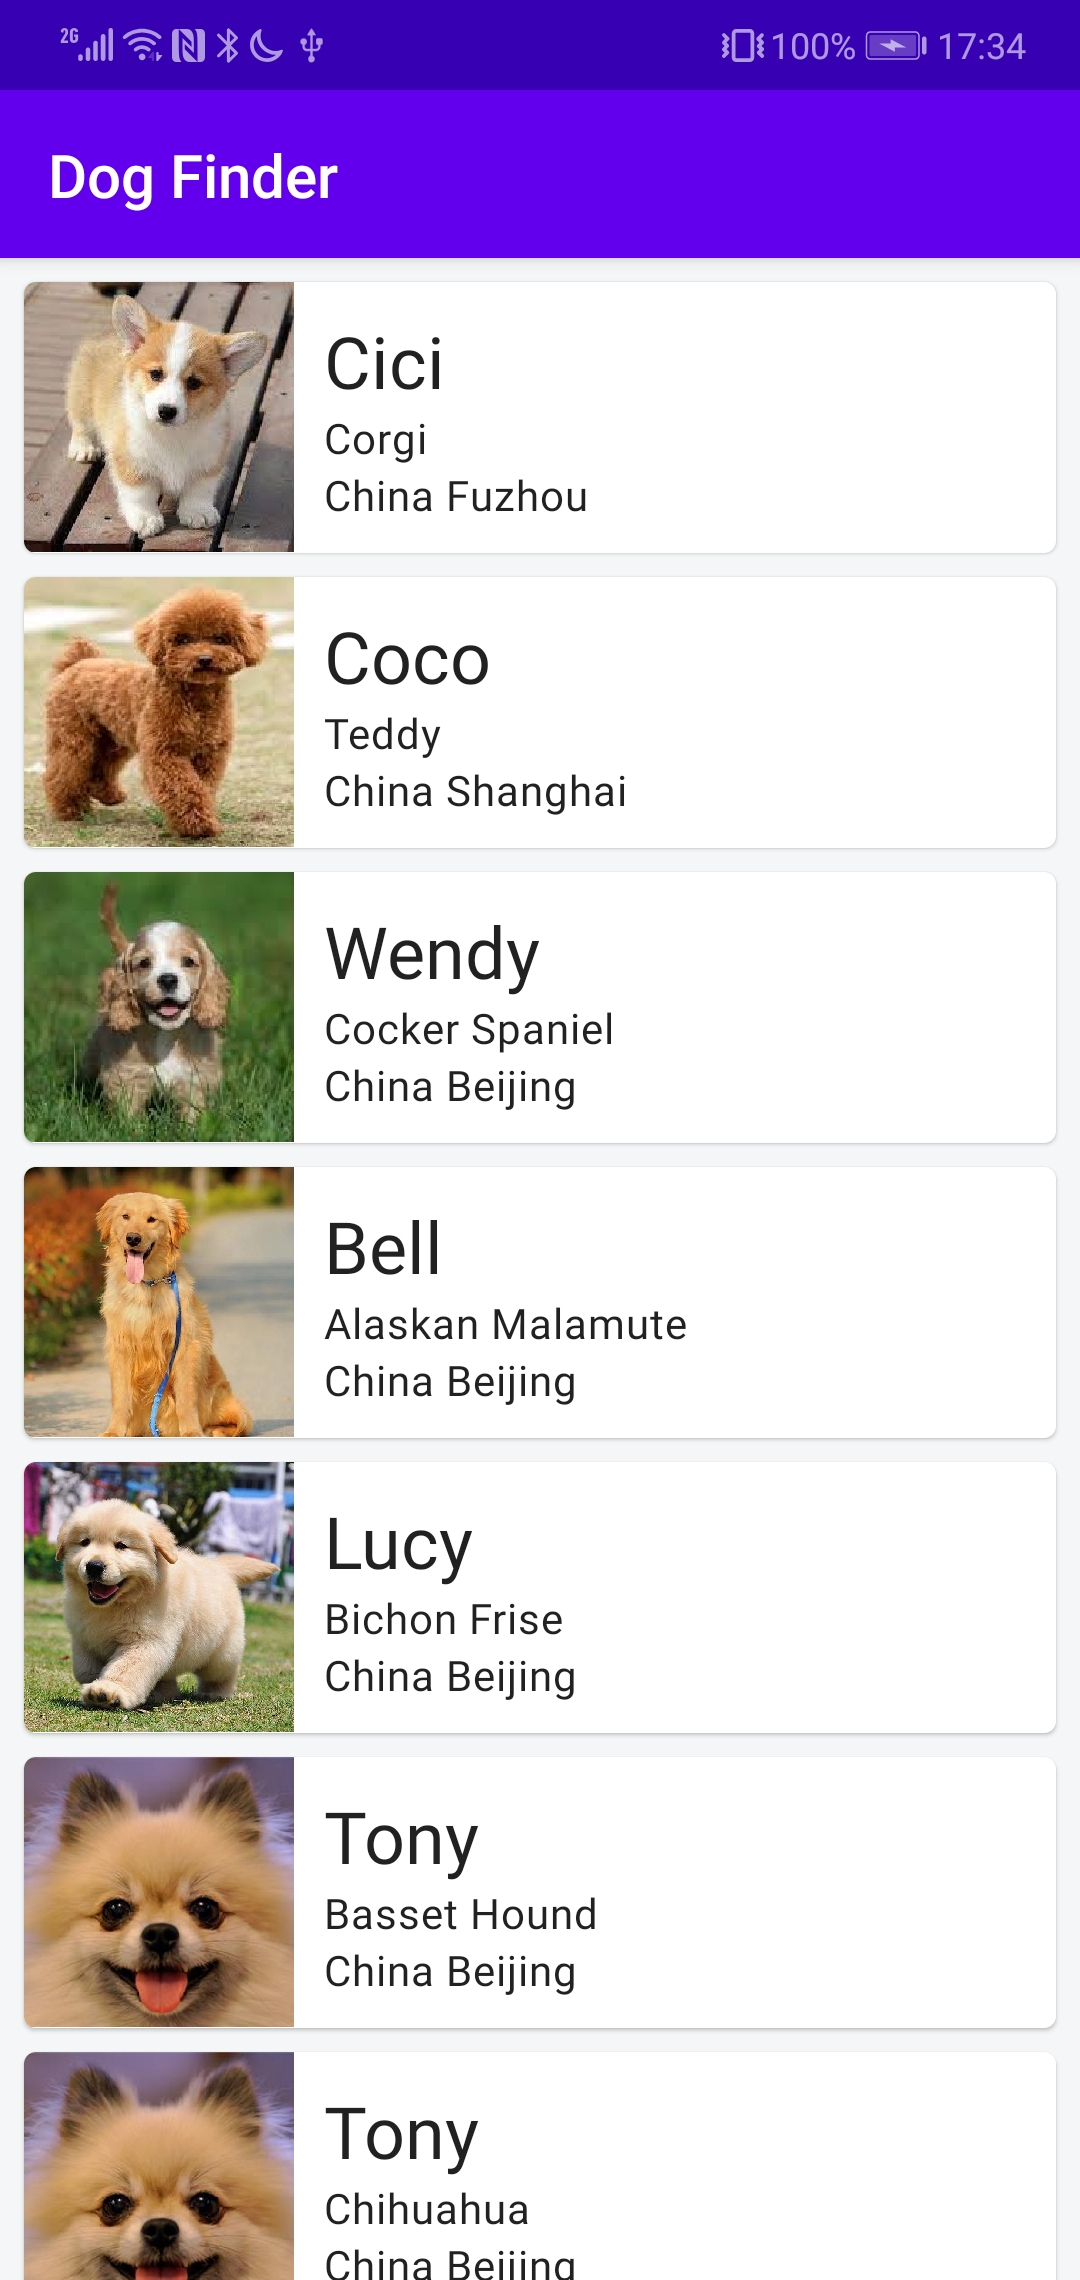 2G 100% 17:34
Dog Finder
Cici
Corgi
China Fuzhou
Coco
Teddy
China Shanghai
Wendy
Cocker Spaniel
China Beijing
Bell
Alaskan Malamute
China Beijing
Lucy
Bichon Frise
China Beijing
Tony
Basset Hound
China Beijing
Tony
Chihuahua
China Beijing